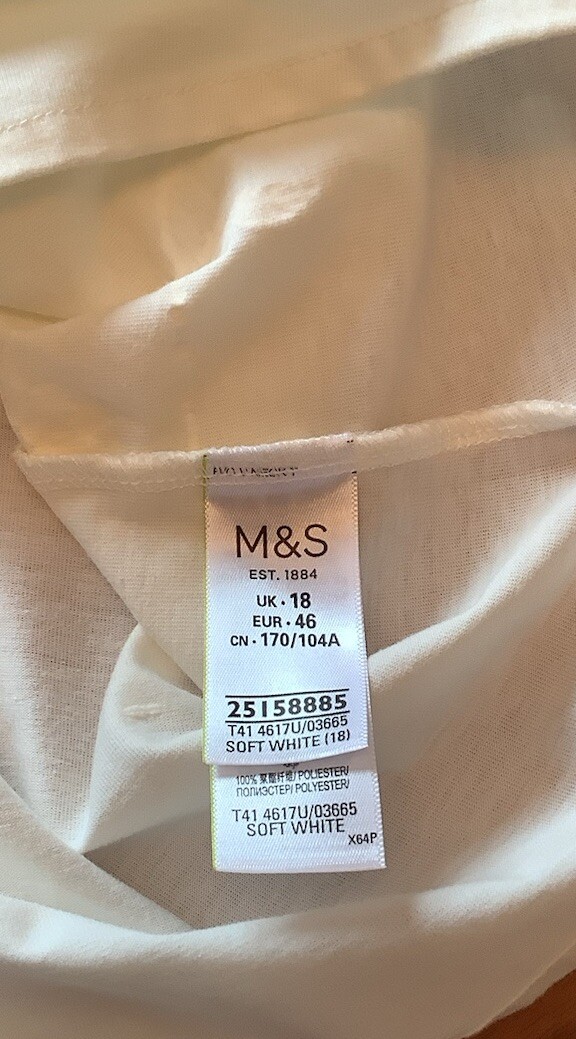 M&S
EST. 1884
UK · 18
EUR · 46
CN · 170/104A
25158885
T41 4617U/03665
SOFT WHITE (18)
100% 聚酯纤维/ POLIESTER/
ПОЛИЭСТЕР/ POLYESTER/
T41 4617U/03665
SOFT WHITE
X64P